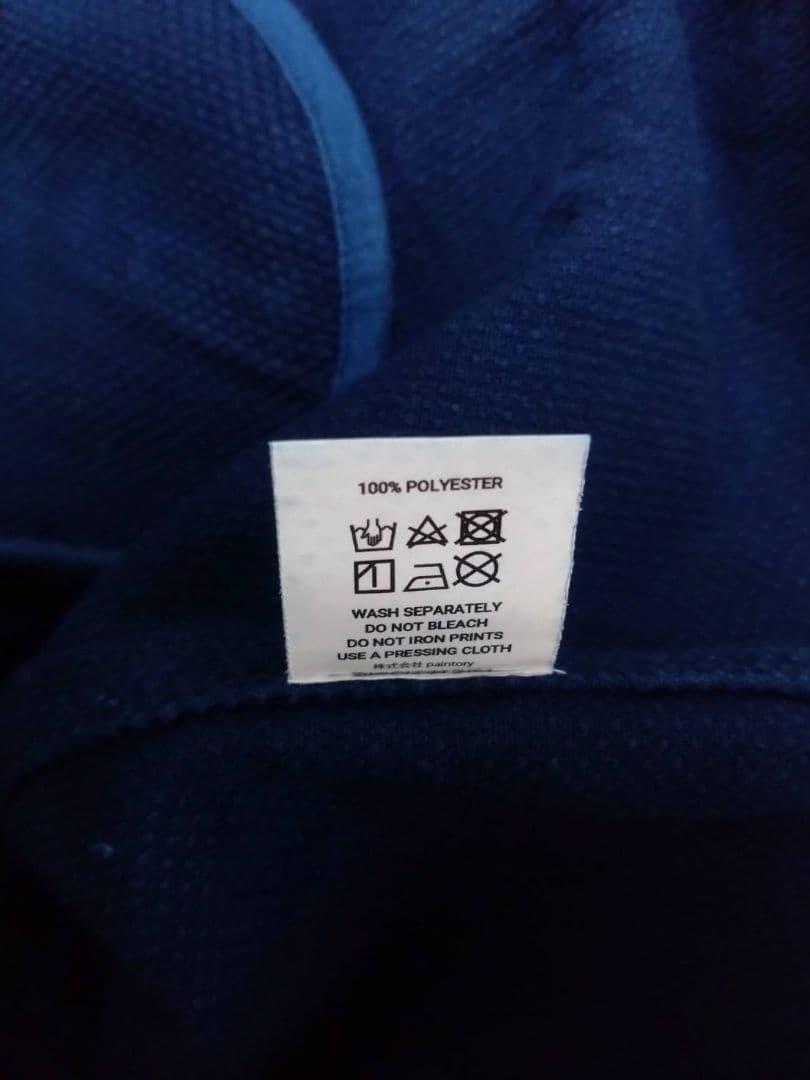 100% POLYESTER
WASH SEPARATELY
DO NOT BLEACH
DO NOT IRON PRINTS
USE A PRESSING CLOTH
株式会社 paintory